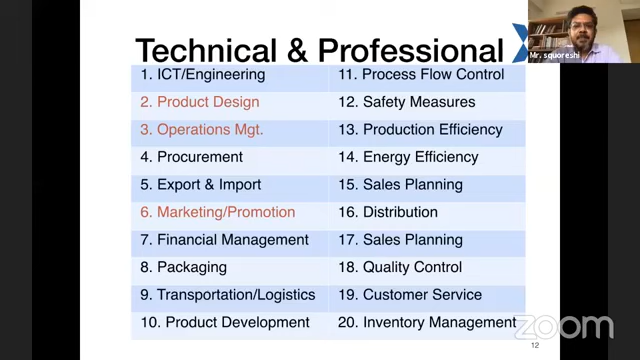 Technical & Professional
Mr. squoreshi
1. ICT/Engineering
2. Product Design
3. Operations Mgt.
4. Procurement
5. Export & Import
6. Marketing/Promotion
7. Financial Management
8. Packaging
9. Transportation/Logistics
10. Product Development
11. Process Flow Control
12. Safety Measures
13. Production Efficiency
14. Energy Efficiency
15. Sales Planning
16. Distribution
17. Sales Planning
18. Quality Control
19. Customer Service
20. Inventory Management
zoom
12